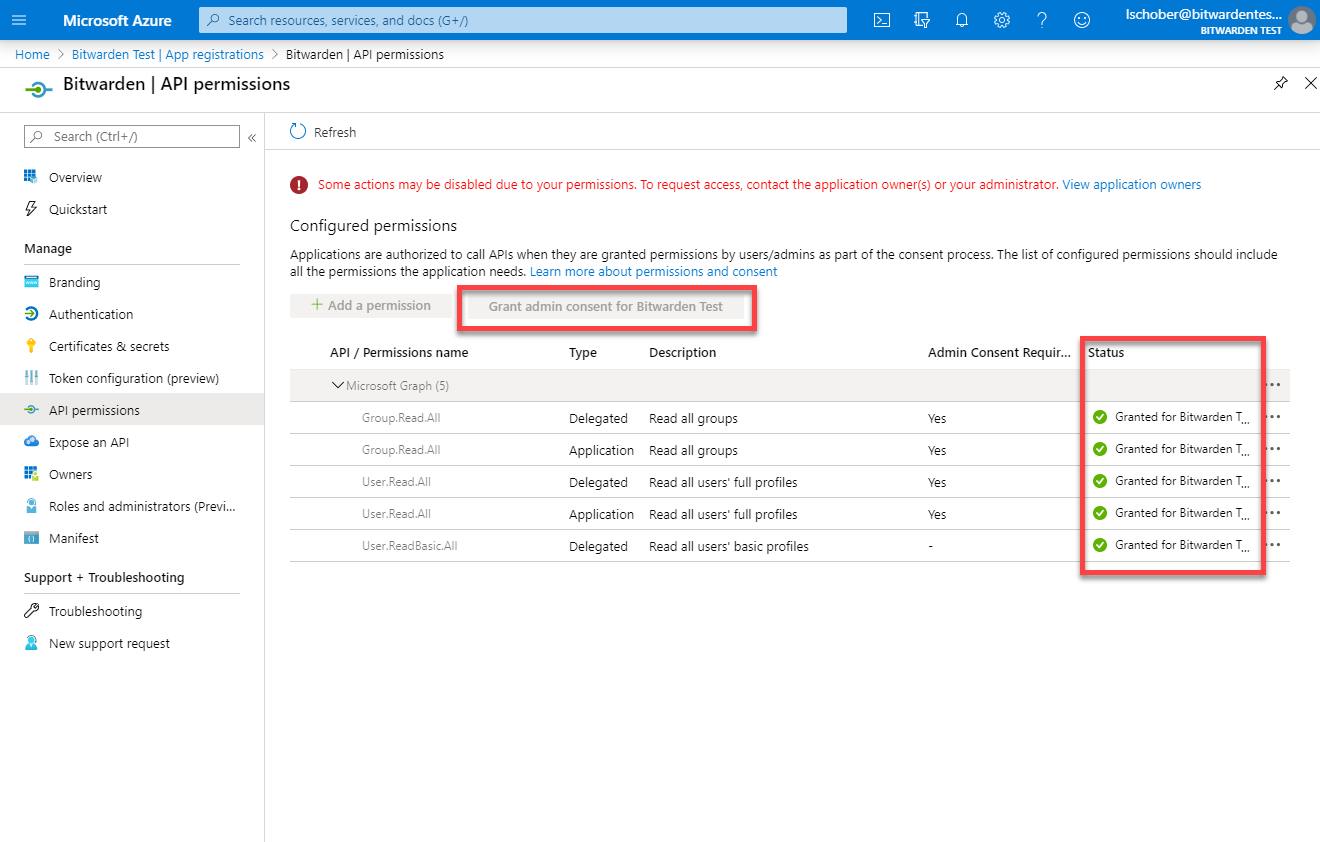 Microsoft Azure
Search resources, services, and docs (G+/)
lschober@bitwardentes...
BITWARDEN TEST
Home > Bitwarden Test | App registrations > Bitwarden | API permissions
Bitwarden | API permissions
Search (Ctrl+/)
«
Refresh
Overview
Quickstart
Manage
Branding
Authentication
Certificates & secrets
Token configuration (preview)
API permissions
Expose an API
Owners
Roles and administrators (Previ...
Manifest
Support + Troubleshooting
Troubleshooting
New support request
Some actions may be disabled due to your permissions. To request access, contact the application owner(s) or your administrator. View application owners
Configured permissions
Applications are authorized to call APIs when they are granted permissions by users/admins as part of the consent process. The list of configured permissions should include
all the permissions the application needs. Learn more about permissions and consent
+ Add a permission Grant admin consent for Bitwarden Test
API / Permissions name Type Description Admin Consent Requir... Status
Microsoft Graph (5) ...
Group.Read.All Delegated Read all groups Yes Granted for Bitwarden T... ...
Group.Read.All Application Read all groups Yes Granted for Bitwarden T... ...
User.Read.All Delegated Read all users' full profiles Yes Granted for Bitwarden T... ...
User.Read.All Application Read all users' full profiles Yes Granted for Bitwarden T... ...
User.ReadBasic.All Delegated Read all users' basic profiles - Granted for Bitwarden T... ...